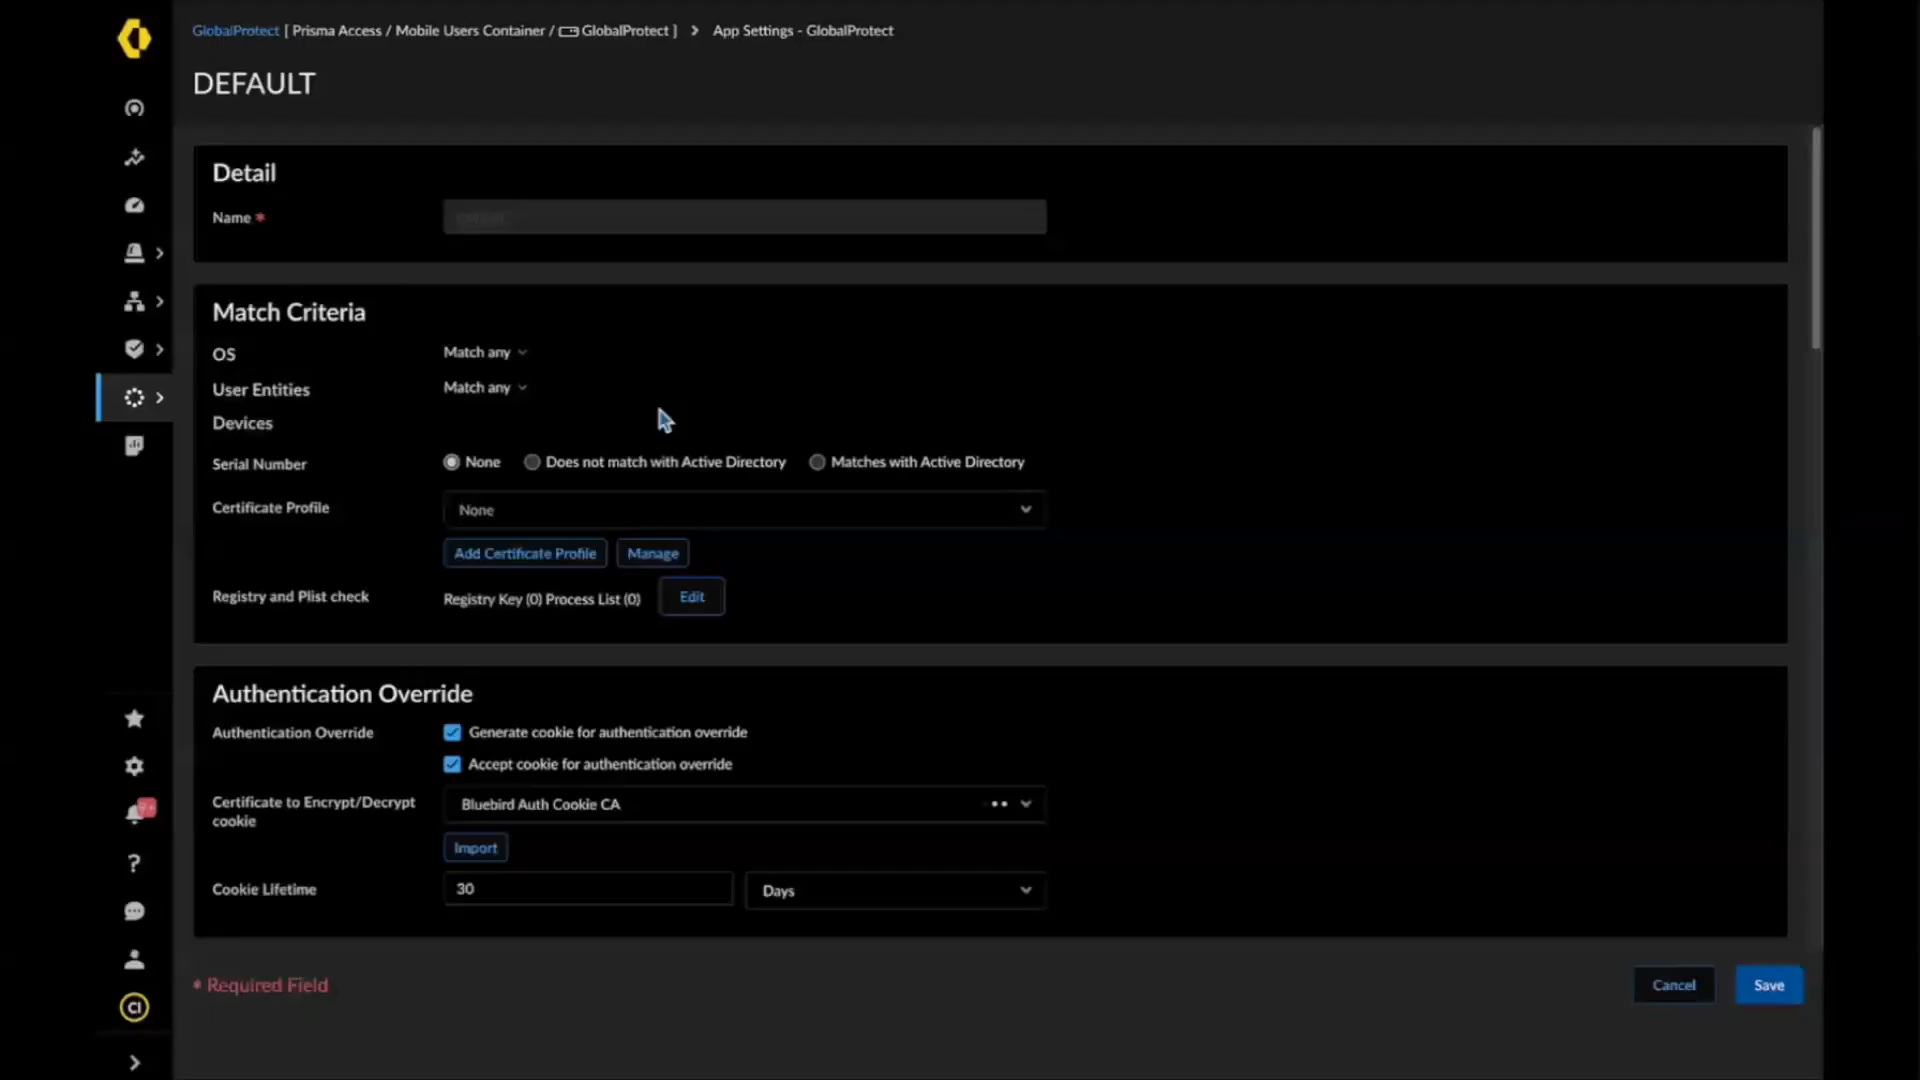 GlobalProtect [ Prisma Access / Mobile Users Container / GlobalProtect ] > App Settings - GlobalProtect
DEFAULT
Detail
Name *
Match Criteria
OS Match any
User Entities Match any
Devices
Serial Number None Does not match with Active Directory Matches with Active Directory
Certificate Profile None
Add Certificate Profile Manage
Registry and Plist check Registry Key (0) Process List (0) Edit
Authentication Override
Authentication Override Generate cookie for authentication override
Accept cookie for authentication override
Certificate to Encrypt/Decrypt cookie Bluebird Auth Cookie CA
Import
Cookie Lifetime 30 Days
* Required Field Cancel Save
CI